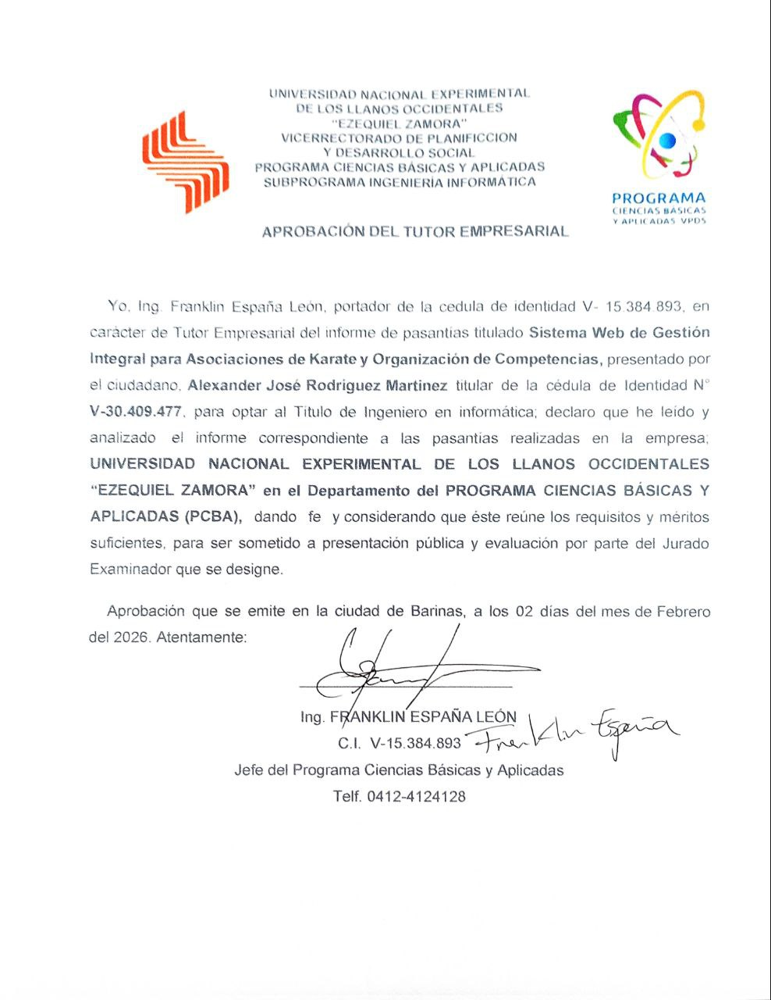 UNIVERSIDAD NACIONAL EXPERIMENTAL
DE LOS LLANOS OCCIDENTALES
"EZEQUIEL ZAMORA"
VICERRECTORADO DE PLANIFICCION
Y DESARROLLO SOCIAL
PROGRAMA CIENCIAS BÁSICAS Y APLICADAS
SUBPROGRAMA INGENIERÍA INFORMÁTICA
PROGRAMA
CIENCIAS BÁSICAS
Y APLICADAS VPDS
APROBACIÓN DEL TUTOR EMPRESARIAL
Yo, Ing. Franklin España León, portador de la cedula de identidad V- 15.384.893, en
carácter de Tutor Empresarial del informe de pasantías titulado Sistema Web de Gestión
Integral para Asociaciones de Karate y Organización de Competencias, presentado por
el ciudadano, Alexander José Rodriguez Martinez titular de la cédula de Identidad N°
V-30.409.477, para optar al Titulo de Ingeniero en informática; declaro que he leído y
analizado el informe correspondiente a las pasantías realizadas en la empresa;
UNIVERSIDAD NACIONAL EXPERIMENTAL DE LOS LLANOS OCCIDENTALES
"EZEQUIEL ZAMORA" en el Departamento del PROGRAMA CIENCIAS BÁSICAS Y
APLICADAS (PCBA), dando fe y considerando que éste reúne los requisitos y méritos
suficientes, para ser sometido a presentación pública y evaluación por parte del Jurado
Examinador que se designe.
Aprobación que se emite en la ciudad de Barinas, a los 02 días del mes de Febrero
del 2026. Atentamente:
Ing. FRANKLIN ESPAÑA LEÓN
C.I. V-15.384.893
Franklin España
Jefe del Programa Ciencias Básicas y Aplicadas
Telf. 0412-4124128